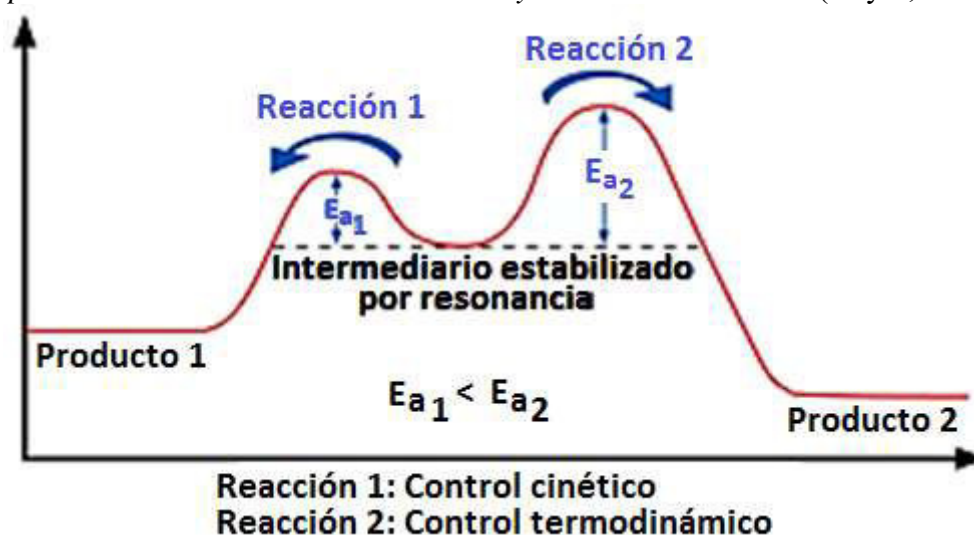 Reacción 2
Reacción 1
Ea2
Ea1
Intermediario estabilizado
por resonancia
Producto 1
Ea1 < Ea2
Producto 2
Reacción 1: Control cinético
Reacción 2: Control termodinámico